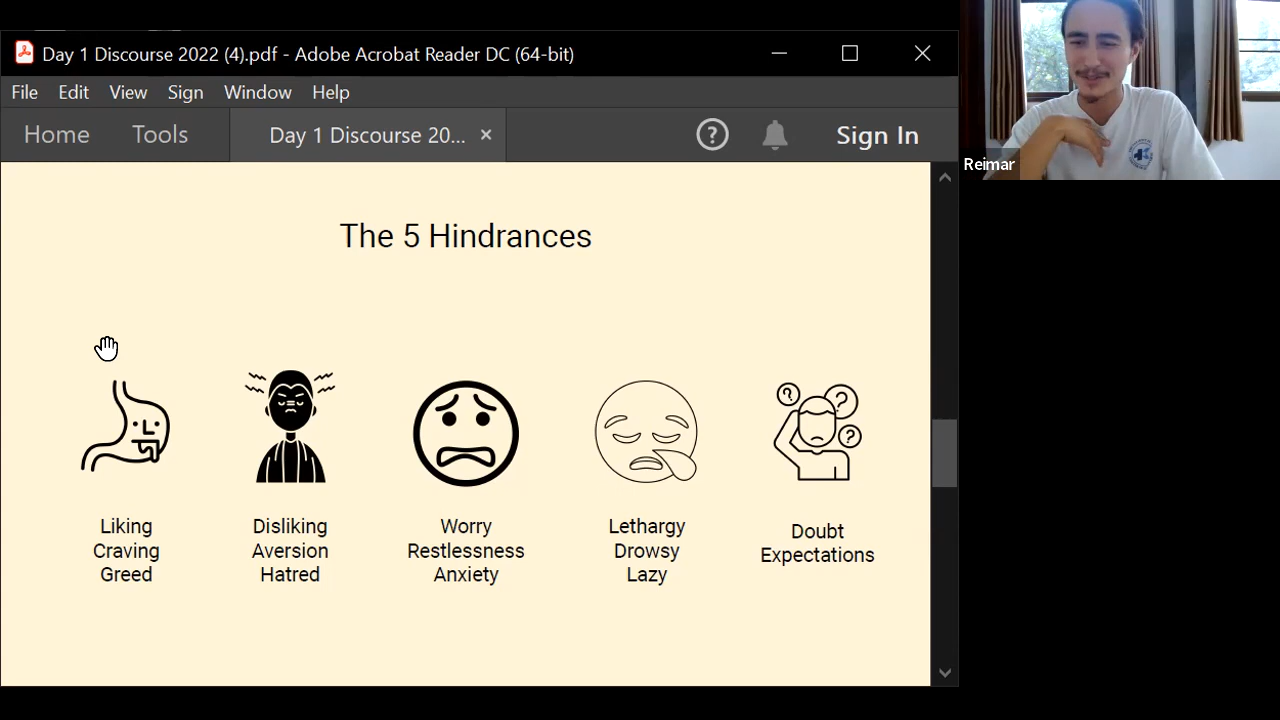 Day 1 Discourse 2022 (4).pdf - Adobe Acrobat Reader DC (64-bit)
File Edit View Sign Window Help
Home Tools Day 1 Discourse 20... × ? Sign In
Reimar
The 5 Hindrances
? ? ?
Liking
Craving
Greed
Disliking
Aversion
Hatred
Worry
Restlessness
Anxiety
Lethargy
Drowsy
Lazy
Doubt
Expectations